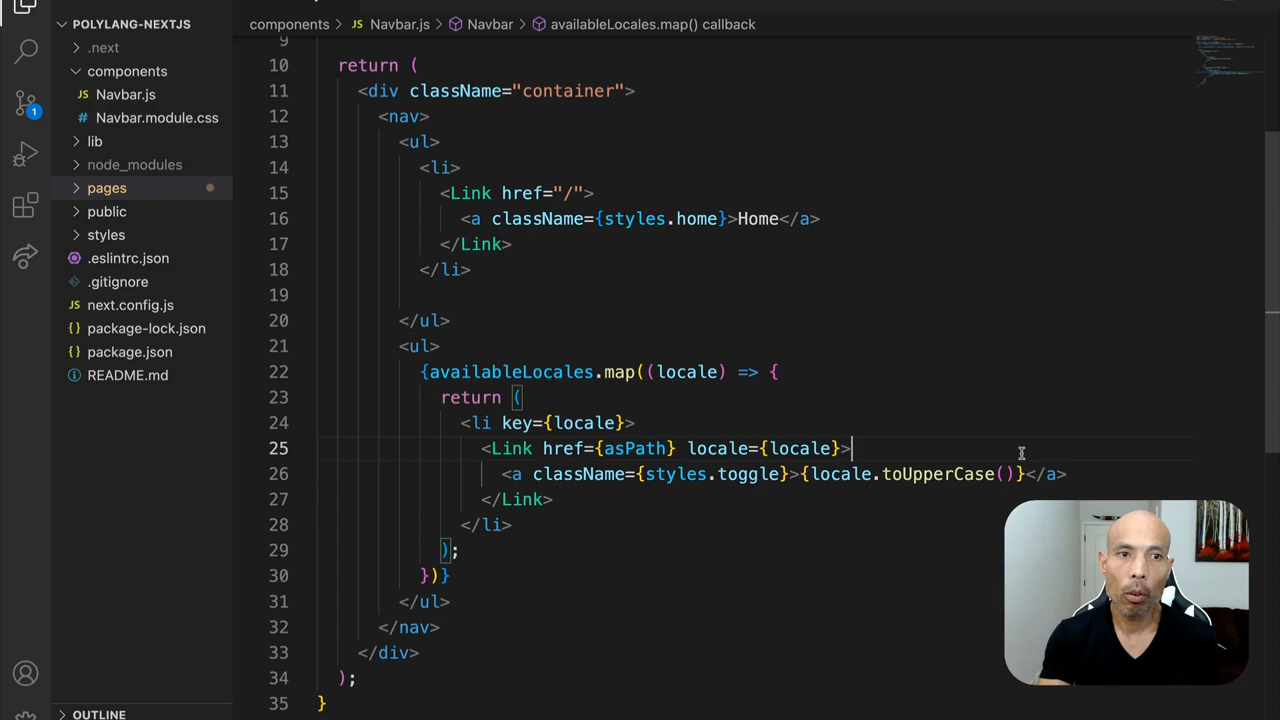 POLYLANG-NEXTJS
.next
components
JS Navbar.js
# Navbar.module.css
lib
node_modules
pages
public
styles
.eslintrc.json
.gitignore
JS next.config.js
{} package-lock.json
{} package.json
README.md
OUTLINE
1
components > JS Navbar.js > Navbar > availableLocales.map() callback
9
10 return (
11 <div className="container">
12 <nav>
13 <ul>
14 <li>
15 <Link href="/">
16 <a className={styles.home}>Home</a>
17 </Link>
18 </li>
19
20 </ul>
21 <ul>
22 {availableLocales.map((locale) => {
23 return (
24 <li key={locale}>
25 <Link href={asPath} locale={locale}>
26 <a className={styles.toggle}>{locale.toUpperCase()}</a>
27 </Link>
28 </li>
29 );
30 })}
31 </ul>
32 </nav>
33 </div>
34 );
35 }